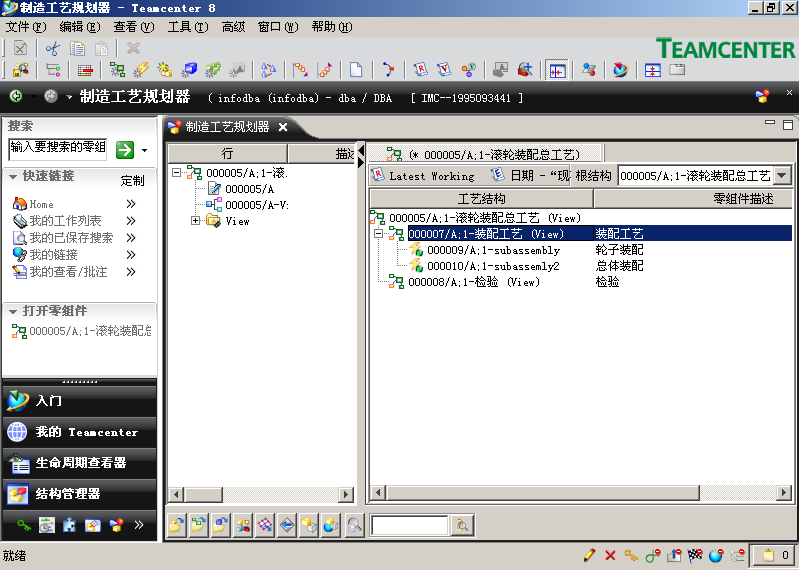 制造工艺规划器 - Teamcenter 8
文件(F) 编辑(E) 查看(V) 工具(T) 高级 窗口(W) 帮助(H)
TEAMCENTER
制造工艺规划器 ( infodba (infodba) - dba / DBA [ IMC--1995093441 ]
搜索
输入要搜索的零组
快速链接 定制
Home
我的工作列表
我的已保存搜索
我的链接
我的查看/批注
打开零组件
000005/A;1-滚轮装配总
入门
我的 Teamcenter
生命周期查看器
结构管理器
制造工艺规划器
行 描述
000005/A;1-滚.
000005/A
000005/A-V:
View
(* 000005/A;1-滚轮装配总工艺)
Latest Working 日期 - “现 根结构 000005/A;1-滚轮装配总工艺
工艺结构 零组件描述
000005/A;1-滚轮装配总工艺 (View)
000007/A;1-装配工艺 (View) 装配工艺
000009/A;1-subassembly 轮子装配
000010/A;1-subassemly2 总体装配
000008/A;1-检验 (View) 检验
就绪 0